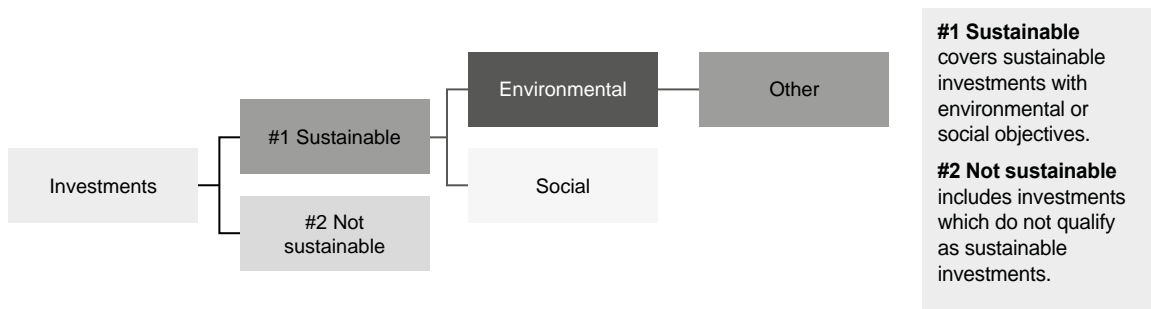 Investments
#1 Sustainable
#2 Not
sustainable
Environmental
Social
Other
#1 Sustainable
covers sustainable
investments with
environmental or
social objectives.
#2 Not sustainable
includes investments
which do not qualify
as sustainable
investments.